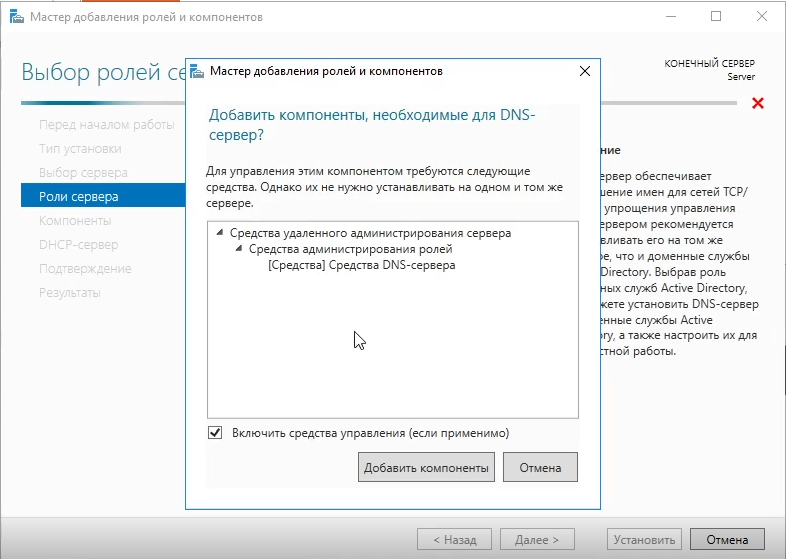 Мастер добавления ролей и компонентов
Выбор ролей се
КОНЕЧНЫЙ СЕРВЕР
Server
Перед началом работы
Тип установки
Выбор сервера
Роли сервера
Компоненты
DHCP-сервер
Подтверждение
Результаты
Мастер добавления ролей и компонентов
Добавить компоненты, необходимые для DNS-
сервер?
Для управления этим компонентом требуются следующие
средства. Однако их не нужно устанавливать на одном и том же
сервере.
Средства удаленного администрирования сервера
Средства администрирования ролей
[Средства] Средства DNS-сервера
Включить средства управления (если применимо)
Добавить компоненты
Отмена
ние
ервер обеспечивает
шение имен для сетей TCP/
упрощения управления
ервером рекомендуется
вливать его на том же
е, что и доменные службы
Directory. Выбрав роль
ных служб Active Directory,
жете установить DNS-сервер
енные службы Active
ory, а также настроить их для
стной работы.
< Назад
Далее >
Установить
Отмена